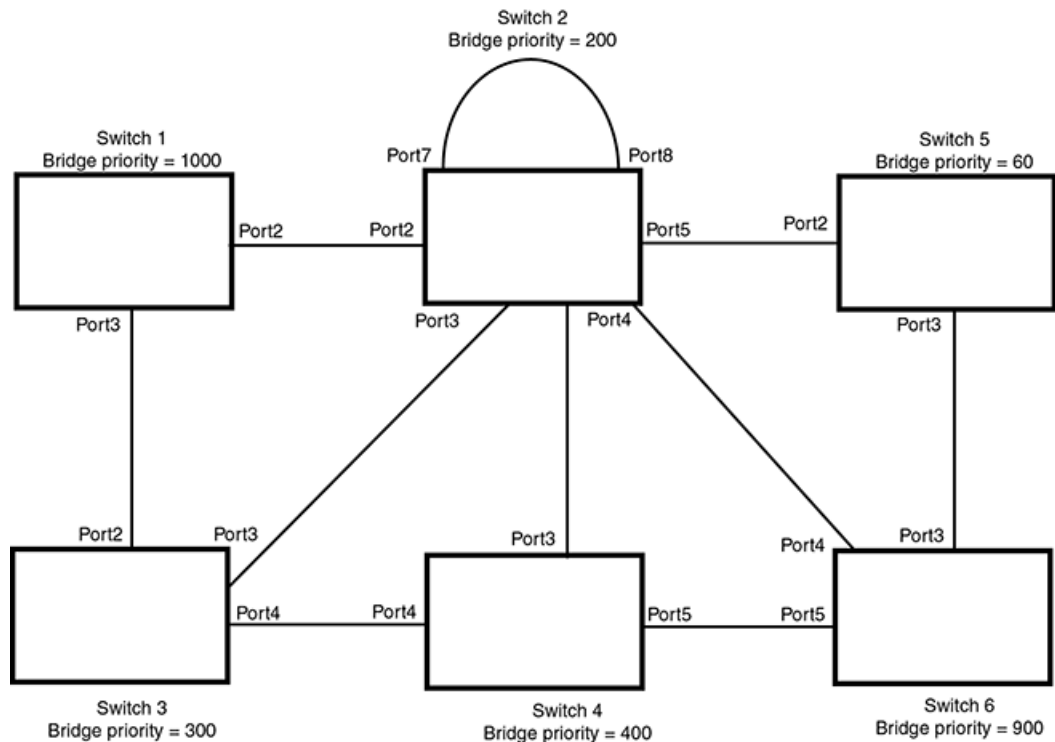 Switch 2
Bridge priority = 200
Switch 1
Bridge priority = 1000
Port7
Port8
Switch 5
Bridge priority = 60
Port2
Port2
Port5
Port2
Port3
Port3
Port4
Port3
Port2
Port3
Port3
Port4
Port3
Port4
Port4
Port5
Port5
Switch 3
Bridge priority = 300
Switch 4
Bridge priority = 400
Switch 6
Bridge priority = 900